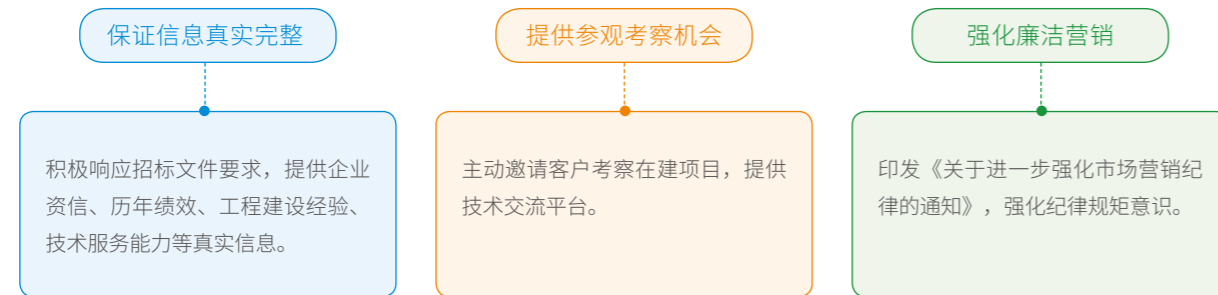 保证信息真实完整
积极响应招标文件要求，提供企业
资信、历年绩效、工程建设经验、
技术服务能力等真实信息。
提供参观考察机会
主动邀请客户考察在建项目，提供
技术交流平台。
强化廉洁营销
印发《关于进一步强化市场营销纪
律的通知》，强化纪律规矩意识。